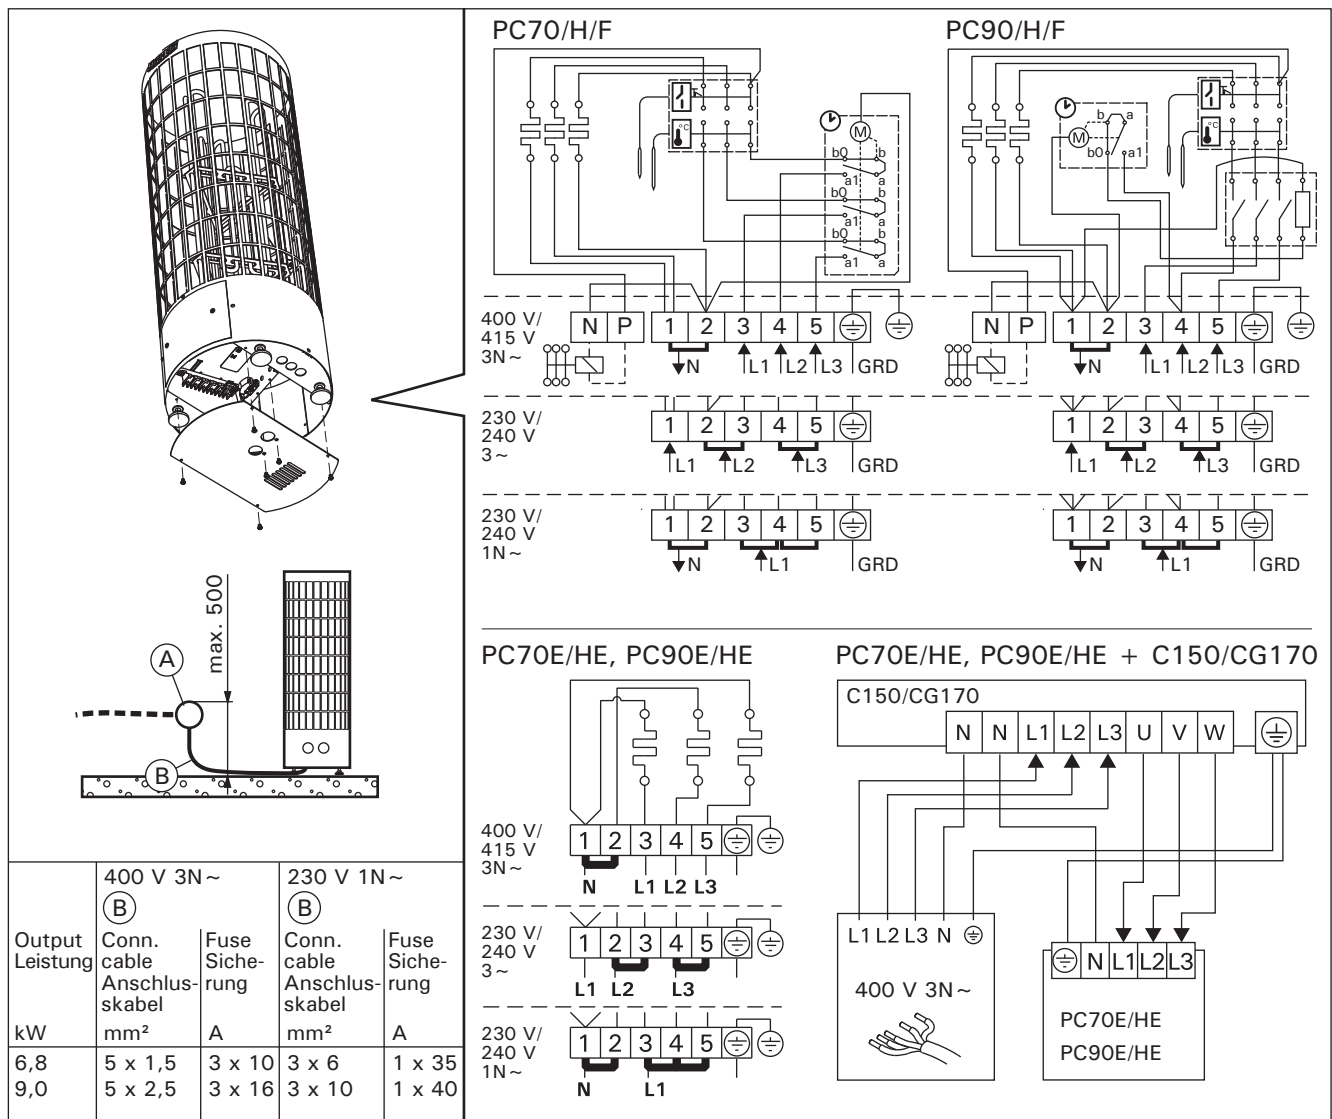 PC70/H/F
b0 b
a1 a
b0 b
a1 a
b0 b
a1 a
M
°C
400 V/
415 V
3N~
N P 1 2 3 4 5
N L1 L2 L3 GRD
230 V/
240 V
3~
1 2 3 4 5
L1 L2 L3 GRD
230 V/
240 V
1N~
1 2 3 4 5
N L1 GRD
PC90/H/F
b a
M
b0 a1
°C
N P 1 2 3 4 5
N L1 L2 L3 GRD
1 2 3 4 5
L1 L2 L3 GRD
1 2 3 4 5
N L1 GRD
max. 500
A
B
400 V 3N~ 230 V 1N~
B B
Output Conn. Fuse Conn. Fuse
Leistung cable Siche- cable Siche-
Anschlus- rung Anschlus- rung
skabel skabel
kW mm² A mm² A
6,8 5 x 1,5 3 x 10 3 x 6 1 x 35
9,0 5 x 2,5 3 x 16 3 x 10 1 x 40
PC70E/HE, PC90E/HE
400 V/
415 V
3N~
1 2 3 4 5
N L1 L2 L3
230 V/
240 V
3~
1 2 3 4 5
L1 L2 L3
230 V/
240 V
1N~
1 2 3 4 5
N L1
PC70E/HE, PC90E/HE + C150/CG170
C150/CG170
N N L1 L2 L3 U V W
L1 L2 L3 N
400 V 3N~
N L1 L2 L3
PC70E/HE
PC90E/HE